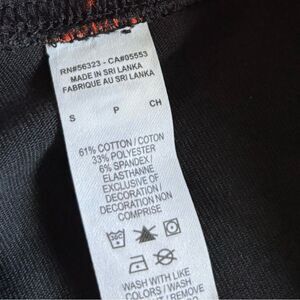 RN#56323 - CA#05553
MADE IN SRI LANKA
FABRIQUE AU SRI LANKA
S P CH
61% COTTON / COTON
33% POLYESTER
6% SPANDEX /
ELASTHANNE
EXCLUSIVE OF
DECORATION /
DECORATION NON
COMPRISE
WASH WITH LIKE
COLORS / WASH
REMOVE